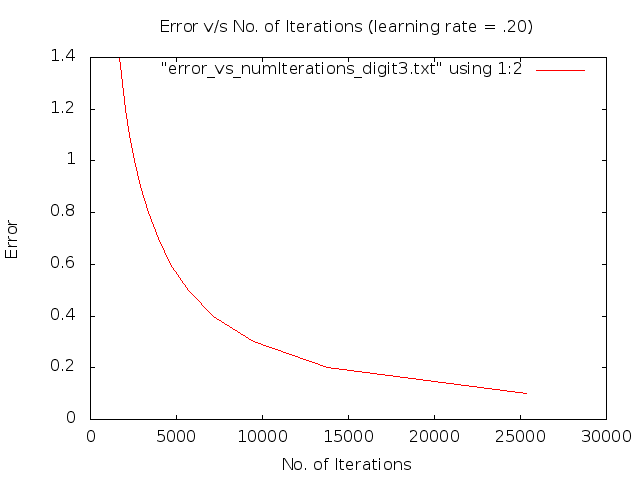 Error v/s No. of Iterations (learning rate = .20)
"error_vs_numIterations_digit3.txt" using 1:2
1.4
1.2
1
0.8
0.6
0.4
0.2
0
Error
0 5000 10000 15000 20000 25000 30000
No. of Iterations